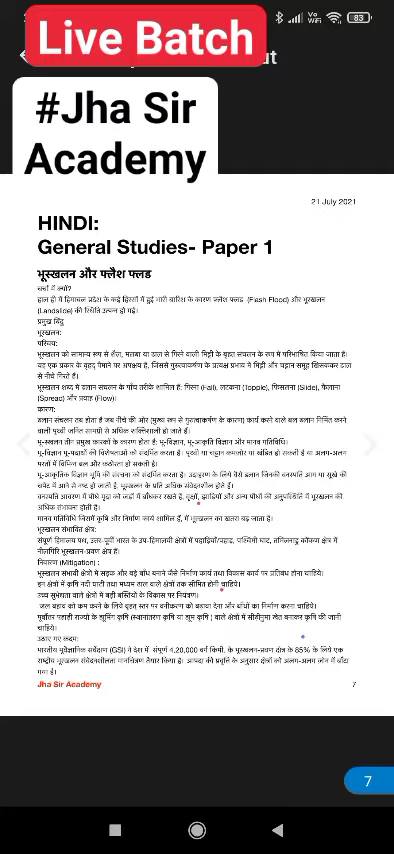 Live Batch
83
#Jha Sir
Academy
21 July 2021
HINDI:
General Studies- Paper 1
भूस्खलन और फ्लैश फ्लड
चर्चा में क्यों?
हाल ही में हिमाचल प्रदेश के कई हिस्सों में हुई भारी बारिश के कारण फ्लैश फ्लड (Flash Flood) और भूस्खलन
(Landslide) की स्थिति उत्पन्न हो गई।
प्रमुख बिंदु
भूस्खलन:
परिचय:
भूस्खलन को सामान्य रूप से शैल, मलबा या ढाल से गिरने वाली मिट्टी के बृहत संचलन के रूप में परिभाषित किया जाता है।
यह एक प्रकार के वृहद् पैमाने पर अपक्षय है, जिससे गुरुत्वाकर्षण के प्रत्यक्ष प्रभाव में मिट्टी और चट्टान समूह खिसककर ढाल
से नीचे गिरते हैं।
भूस्खलन शब्द में ढलान संचलन के पाँच तरीके शामिल हैं: गिरना (Fall), लटकना (Topple), फिसलना (Slide), फैलाना
(Spread) और प्रवाह (Flow)।
कारण:
ढलान संचलन तब होता है जब नीचे की ओर (मुख्य रूप से गुरुत्वाकर्षण के कारण) कार्य करने वाले बल ढलान निर्मित करने
वाली पृथ्वी जनित सामग्री से अधिक शक्तिशाली हो जाते हैं।
भू-स्खलन तीन प्रमुख कारकों के कारण होता है: भू-विज्ञान, भू-आकृति विज्ञान और मानव गतिविधि।
भू-विज्ञान भू-पदार्थों की विशेषताओं को संदर्भित करता है। पृथ्वी या चट्टान कमज़ोर या खंडित हो सकती है या अलग-अलग
परतों में विभिन्न बल और कठोरता हो सकती है।
भू-आकृतिक विज्ञान भूमि की संरचना को संदर्भित करता है। उदाहरण के लिये वैसे ढलान जिनकी वनस्पति आग या सूखे की
चपेट में आने से नष्ट हो जाती है, भूस्खलन के प्रति अधिक संवेदनशील होते हैं।
वनस्पति आवरण में पौधे मृदा को जड़ों में बाँधकर रखते हैं, वृक्षों, झाड़ियों और अन्य पौधों की अनुपस्थिति में भूस्खलन की
अधिक संभावना होती है।
मानव गतिविधि जिसमें कृषि और निर्माण कार्य शामिल हैं, में भूस्खलन का खतरा बढ़ जाता है।
भूस्खलन संभावित क्षेत्र:
संपूर्ण हिमालय पथ, उत्तर-पूर्वी भारत के उप-हिमालयी क्षेत्रों में पहाड़ियाँ/पहाड़, पश्चिमी घाट, तमिलनाडु कोंकण क्षेत्र में
नीलगिरि भूस्खलन-प्रवण क्षेत्र हैं।
निवारण (Mitigation) :
भूस्खलन संभावी क्षेत्रों में सड़क और बड़े बाँध बनाने जैसे निर्माण कार्य तथा विकास कार्य पर प्रतिबंध होना चाहिये।
इन क्षेत्रों में कृषि नदी घाटी तथा मध्यम ढाल वाले क्षेत्रों तक सीमित होनी चाहिये।
उच्च सुभेद्यता वाले क्षेत्रों में बड़ी बस्तियों के विकास पर नियंत्रण।
जल बहाव को कम करने के लिये वृहत् स्तर पर वनीकरण को बढ़ावा देना और बाँधों का निर्माण करना चाहिये।
पूर्वोत्तर पहाड़ी राज्यों के झूमिंग कृषि (स्थानांतरण कृषि या झूम कृषि ) वाले क्षेत्रों में सीढ़ीनुमा खेत बनाकर कृषि की जानी
चाहिये।
उठाए गए कदम:
भारतीय भूवैज्ञानिक सर्वेक्षण (GSI) ने देश में संपूर्ण 4,20,000 वर्ग किमी. के भूस्खलन-प्रवण क्षेत्र के 85% के लिये एक
राष्ट्रीय भूस्खलन संवेदनशीलता मानचित्रण तैयार किया है। आपदा की प्रवृत्ति के अनुसार क्षेत्रों को अलग-अलग ज़ोन में बाँटा
गया है।
Jha Sir Academy
7
7